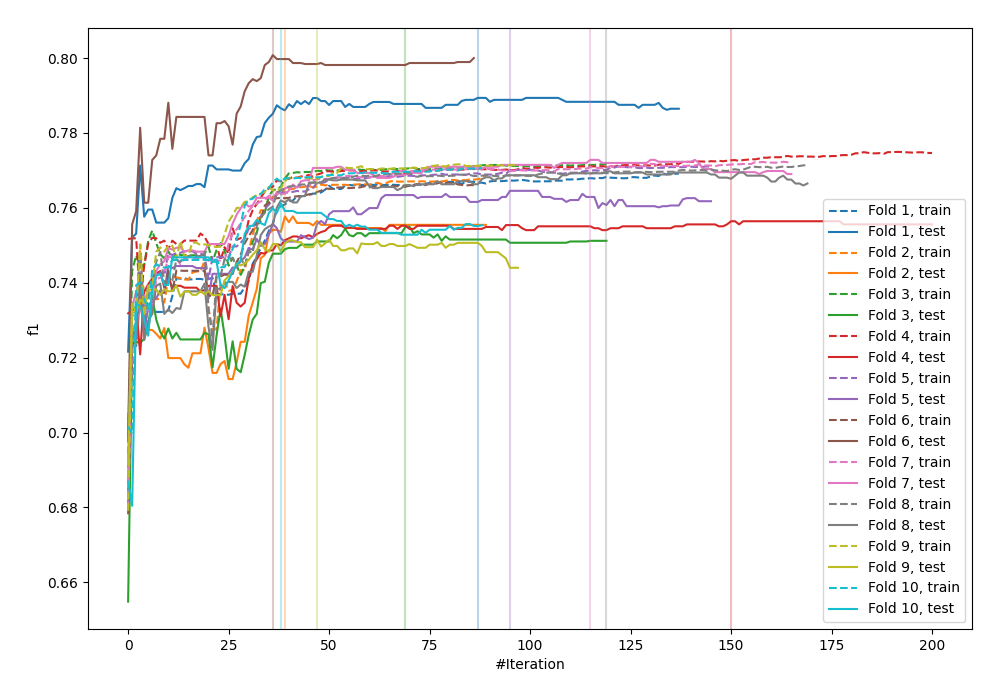 0.80
0.78
0.76
0.74
0.72
0.70
0.68
0.66
f1
0 25 50 75 100 125 150 175 200
#Iteration
Fold 1, train
Fold 1, test
Fold 2, train
Fold 2, test
Fold 3, train
Fold 3, test
Fold 4, train
Fold 4, test
Fold 5, train
Fold 5, test
Fold 6, train
Fold 6, test
Fold 7, train
Fold 7, test
Fold 8, train
Fold 8, test
Fold 9, train
Fold 9, test
Fold 10, train
Fold 10, test